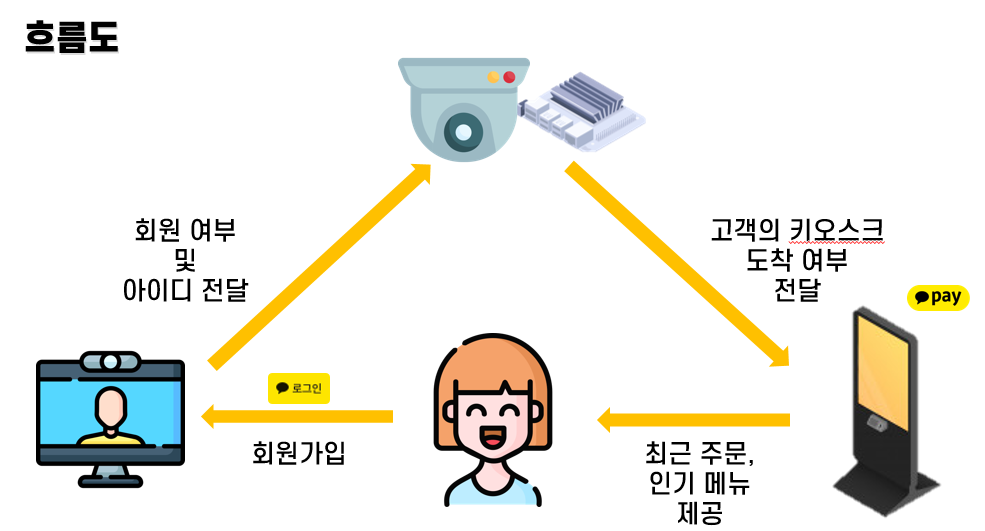 흐름도
회원 여부
및
아이디 전달
고객의 키오스크
도착 여부
전달
pay
로그인
회원가입
최근 주문,
인기 메뉴
제공